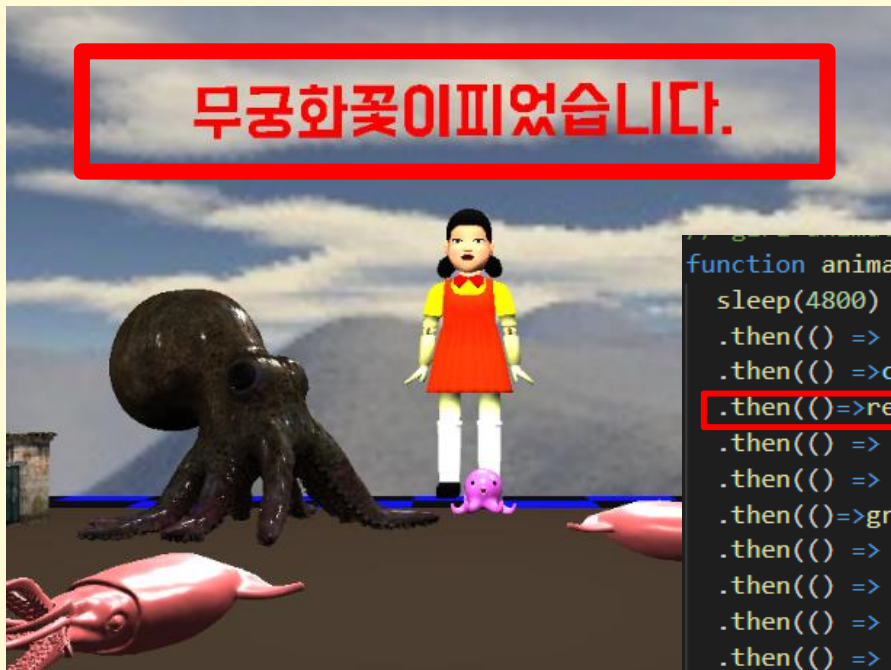 무궁화꽃이피었습니다.
function anima
sleep(4800)
.then(() =>
.then(() =>c
.then(()=>re
.then(() =>
.then(() =>
.then(()=>gr
.then(() =>
.then(() =>
.then(() =>
.then(() =>